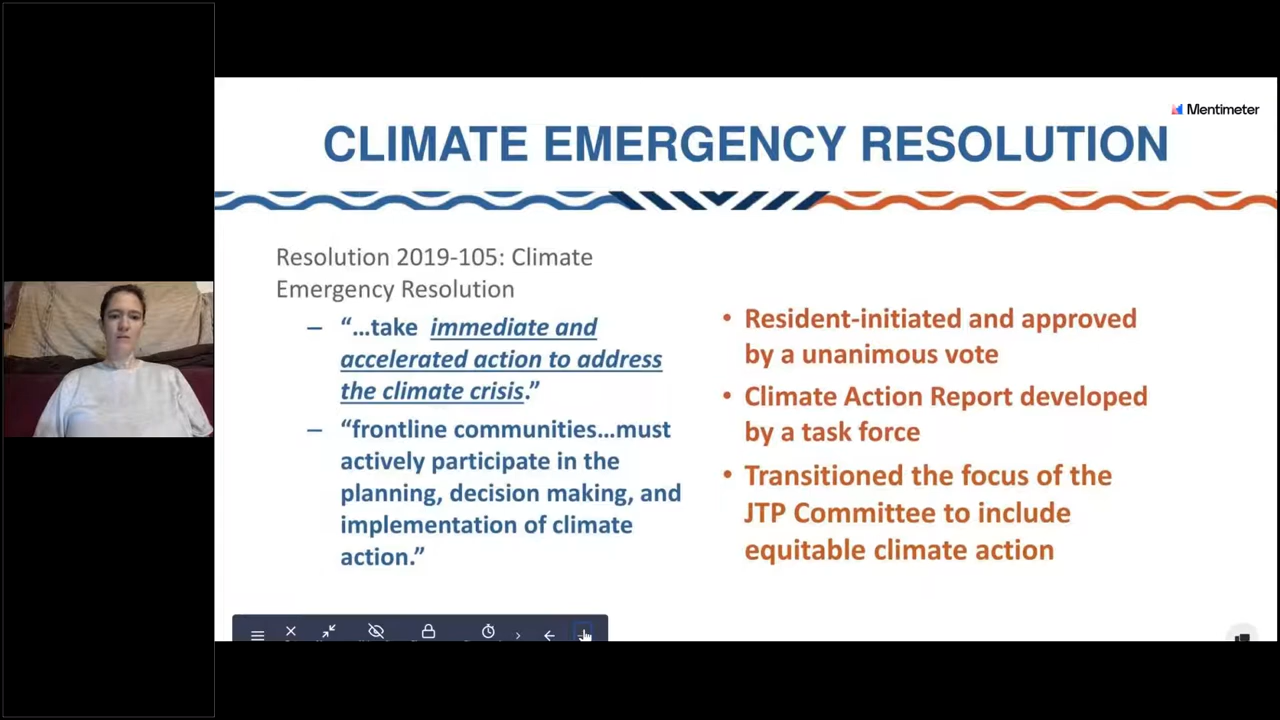 Mentimeter
CLIMATE EMERGENCY RESOLUTION
Resolution 2019-105: Climate
Emergency Resolution
– “…take immediate and
accelerated action to address
the climate crisis.”
– “frontline communities…must
actively participate in the
planning, decision making, and
implementation of climate
action.”
• Resident-initiated and approved
by a unanimous vote
• Climate Action Report developed
by a task force
• Transitioned the focus of the
JTP Committee to include
equitable climate action